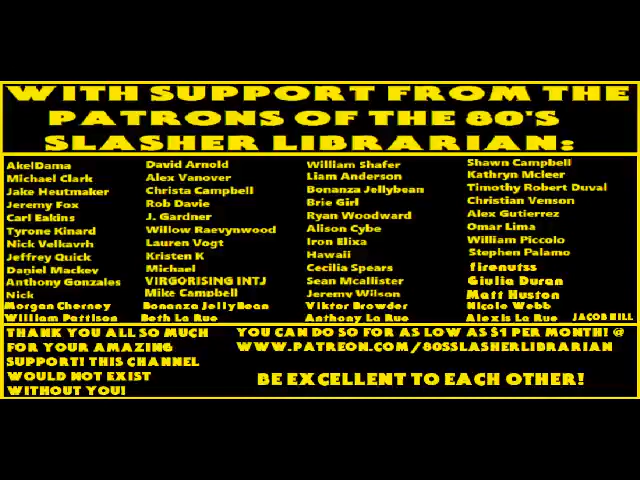 WITH SUPPORT FROM THE
PATRONS OF THE 80'S
SLASHER LIBRARIAN:
AkelDama
Michael Clark
Jake Heutmaker
Jeremy Fox
Carl Eakins
Tyrone Kinard
Nick Velkavrh
Jeffrey Quick
Daniel Mackey
Anthony Gonzales
Nick
Morgan Cherney
William Pattison
David Arnold
Alex Vanover
Christa Campbell
Rob Davie
J. Gardner
Willow Raevynwood
Lauren Vogt
Kristen K
Michael
VIRGORISING INTJ
Mike Campbell
Bonanza JellyBean
Beth La Rue
William Shafer
Liam Anderson
Bonanza Jellybean
Brie Girl
Ryan Woodward
Alison Cybe
Iron Elixa
Hawaii
Cecilia Spears
Sean Mcallister
Jeremy Wilson
Viktor Browder
Anthony La Rue
Shawn Campbell
Kathryn Mcleer
Timothy Robert Duval
Christian Venson
Alex Gutierrez
Omar Lima
William Piccolo
Stephen Palamo
firenutss
Giulia Duran
Matt Huston
Nicole Webb
Alexis La Rue
JACOB HILL
THANK YOU ALL SO MUCH
FOR YOUR AMAZING
SUPPORT! THIS CHANNEL
WOULD NOT EXIST
WITHOUT YOU!
YOU CAN DO SO FOR AS LOW AS $1 PER MONTH! @
WWW.PATREON.COM/80SSLASHERLIBRARIAN
BE EXCELLENT TO EACH OTHER!